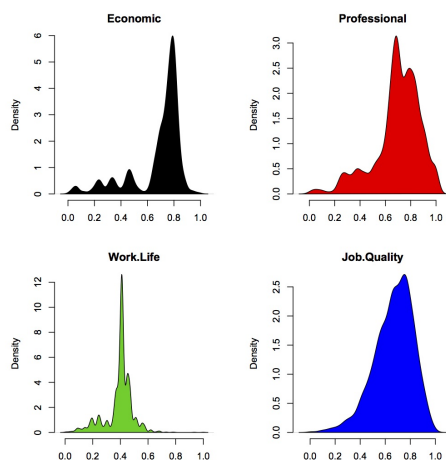 Economic
Density
0 1 2 3 4 5 6
0.0 0.2 0.4 0.6 0.8 1.0
Professional
Density
0.0 0.5 1.0 1.5 2.0 2.5 3.0
0.0 0.2 0.4 0.6 0.8 1.0
Work.Life
Density
0 2 4 6 8 10 12
0.0 0.2 0.4 0.6 0.8 1.0
Job.Quality
Density
0.0 0.5 1.0 1.5 2.0 2.5
0.0 0.2 0.4 0.6 0.8 1.0